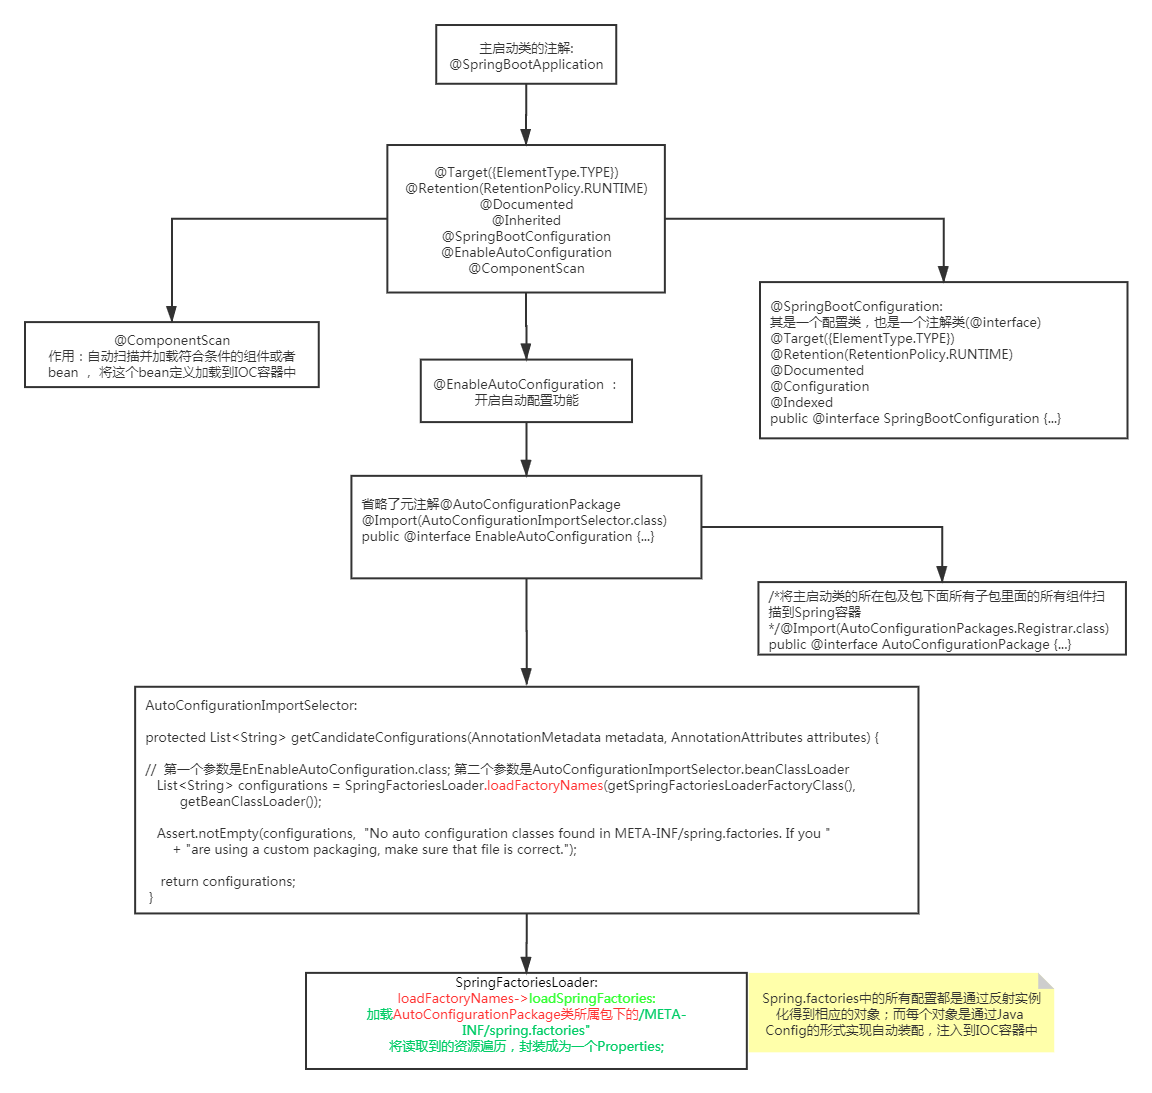 主启动类的注解:
@SpringBootApplication
@Target({ElementType.TYPE})
@Retention(RetentionPolicy.RUNTIME)
@Documented
@Inherited
@SpringBootConfiguration
@EnableAutoConfiguration
@ComponentScan
@ComponentScan
作用：自动扫描并加载符合条件的组件或者
bean ， 将这个bean定义加载到IOC容器中
@EnableAutoConfiguration ：
开启自动配置功能
@SpringBootConfiguration:
其是一个配置类，也是一个注解类(@interface)
@Target({ElementType.TYPE})
@Retention(RetentionPolicy.RUNTIME)
@Documented
@Configuration
@Indexed
public @interface SpringBootConfiguration {...}
省略了元注解@AutoConfigurationPackage
@Import(AutoConfigurationImportSelector.class)
public @interface EnableAutoConfiguration {...}
/*将主启动类的所在包及包下面所有子包里面的所有组件扫
描到Spring容器
*/@Import(AutoConfigurationPackages.Registrar.class)
public @interface AutoConfigurationPackage {...}
AutoConfigurationImportSelector:
protected List<String> getCandidateConfigurations(AnnotationMetadata metadata, AnnotationAttributes attributes) {
//  第一个参数是EnEnableAutoConfiguration.class; 第二个参数是AutoConfigurationImportSelector.beanClassLoader
List<String> configurations = SpringFactoriesLoader.loadFactoryNames(getSpringFactoriesLoaderFactoryClass(),
getBeanClassLoader());
Assert.notEmpty(configurations,  "No auto configuration classes found in META-INF/spring.factories. If you "
+ "are using a custom packaging, make sure that file is correct.");
return configurations;
}
SpringFactoriesLoader:
loadFactoryNames->loadSpringFactories:
加载AutoConfigurationPackage类所属包下的/META-
INF/spring.factories"
将读取到的资源遍历，封装成为一个Properties;
Spring.factories中的所有配置都是通过反射实例
化得到相应的对象；而每个对象是通过Java
Config的形式实现自动装配，注入到IOC容器中